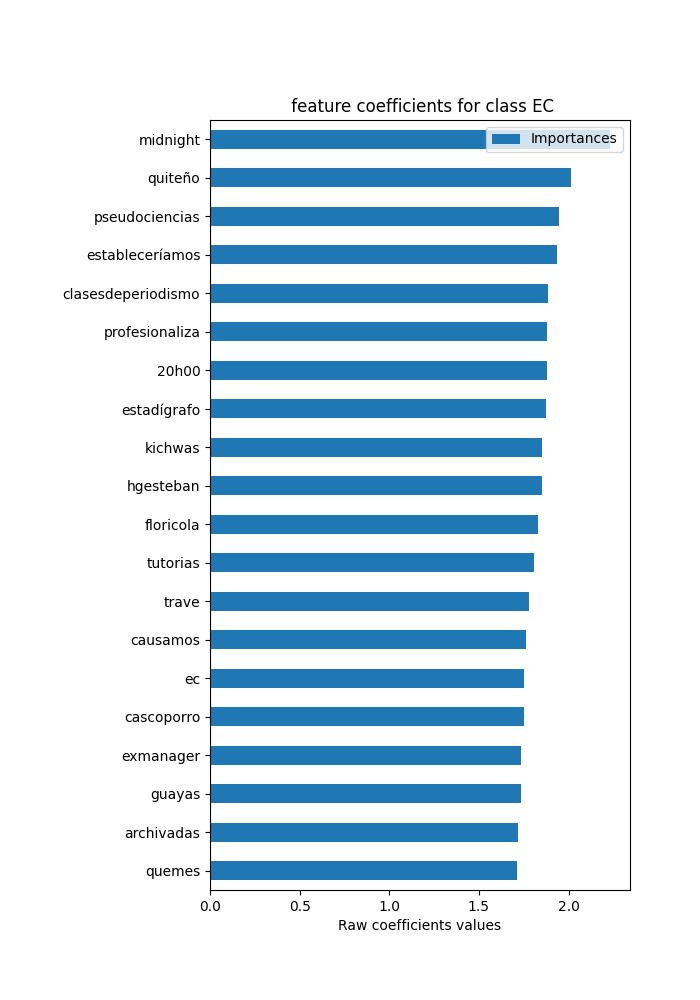 feature coefficients for class EC
Importances
midnight
quiteño
pseudociencias
estableceríamos
clasesdeperiodismo
profesionaliza
20h00
estadígrafo
kichwas
hgesteban
floricola
tutorias
trave
causamos
ec
cascoporro
exmanager
guayas
archivadas
quemes
0.0 0.5 1.0 1.5 2.0
Raw coefficients values